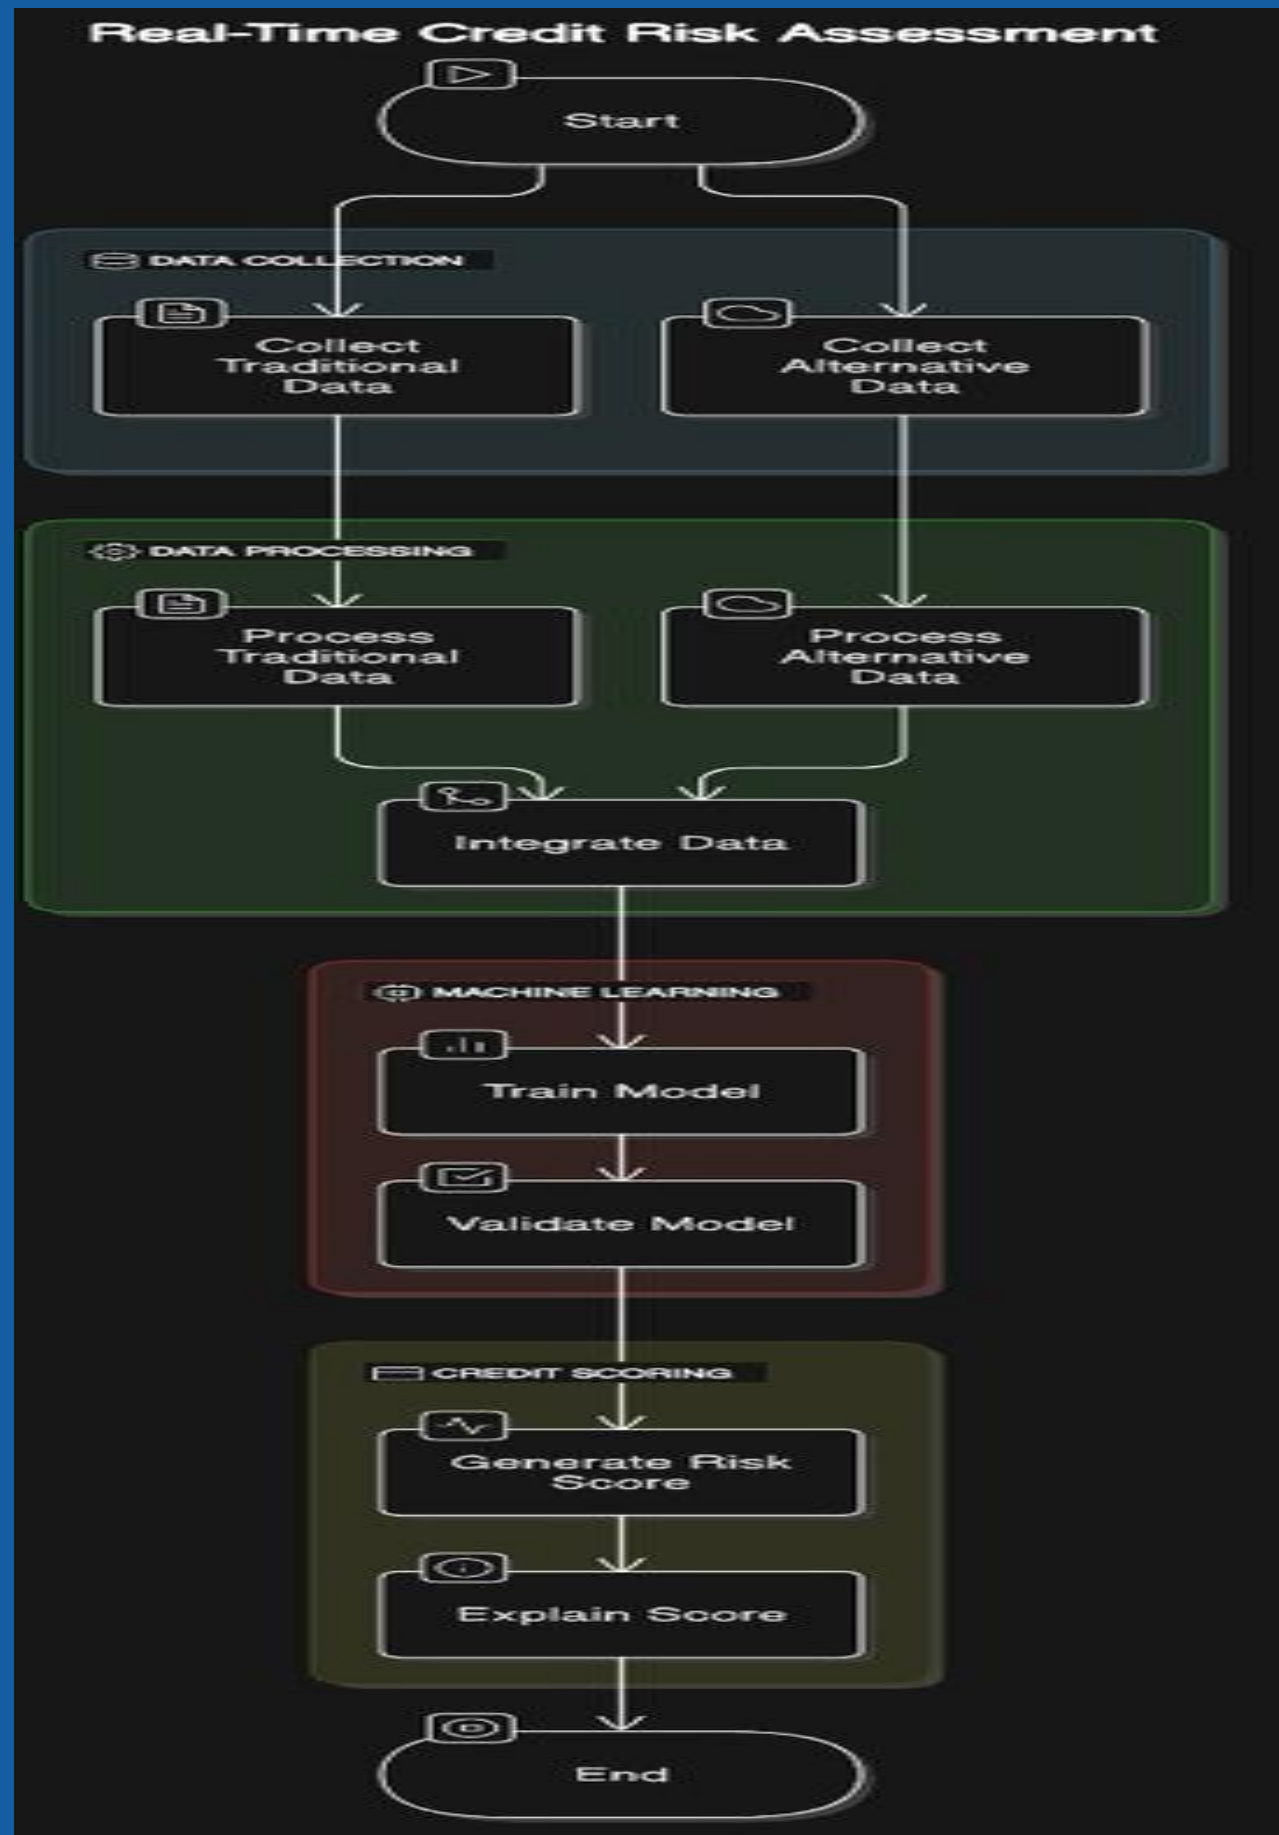 Real-Time Credit Risk Assessment
Start
DATA COLLECTION
Collect
Traditional
Data
Collect
Alternative
Data
DATA PROCESSING
Process
Traditional
Data
Process
Alternative
Data
Integrate Data
MACHINE LEARNING
Train Model
Validate Model
CREDIT SCORING
Generate Risk
Score
Explain Score
End